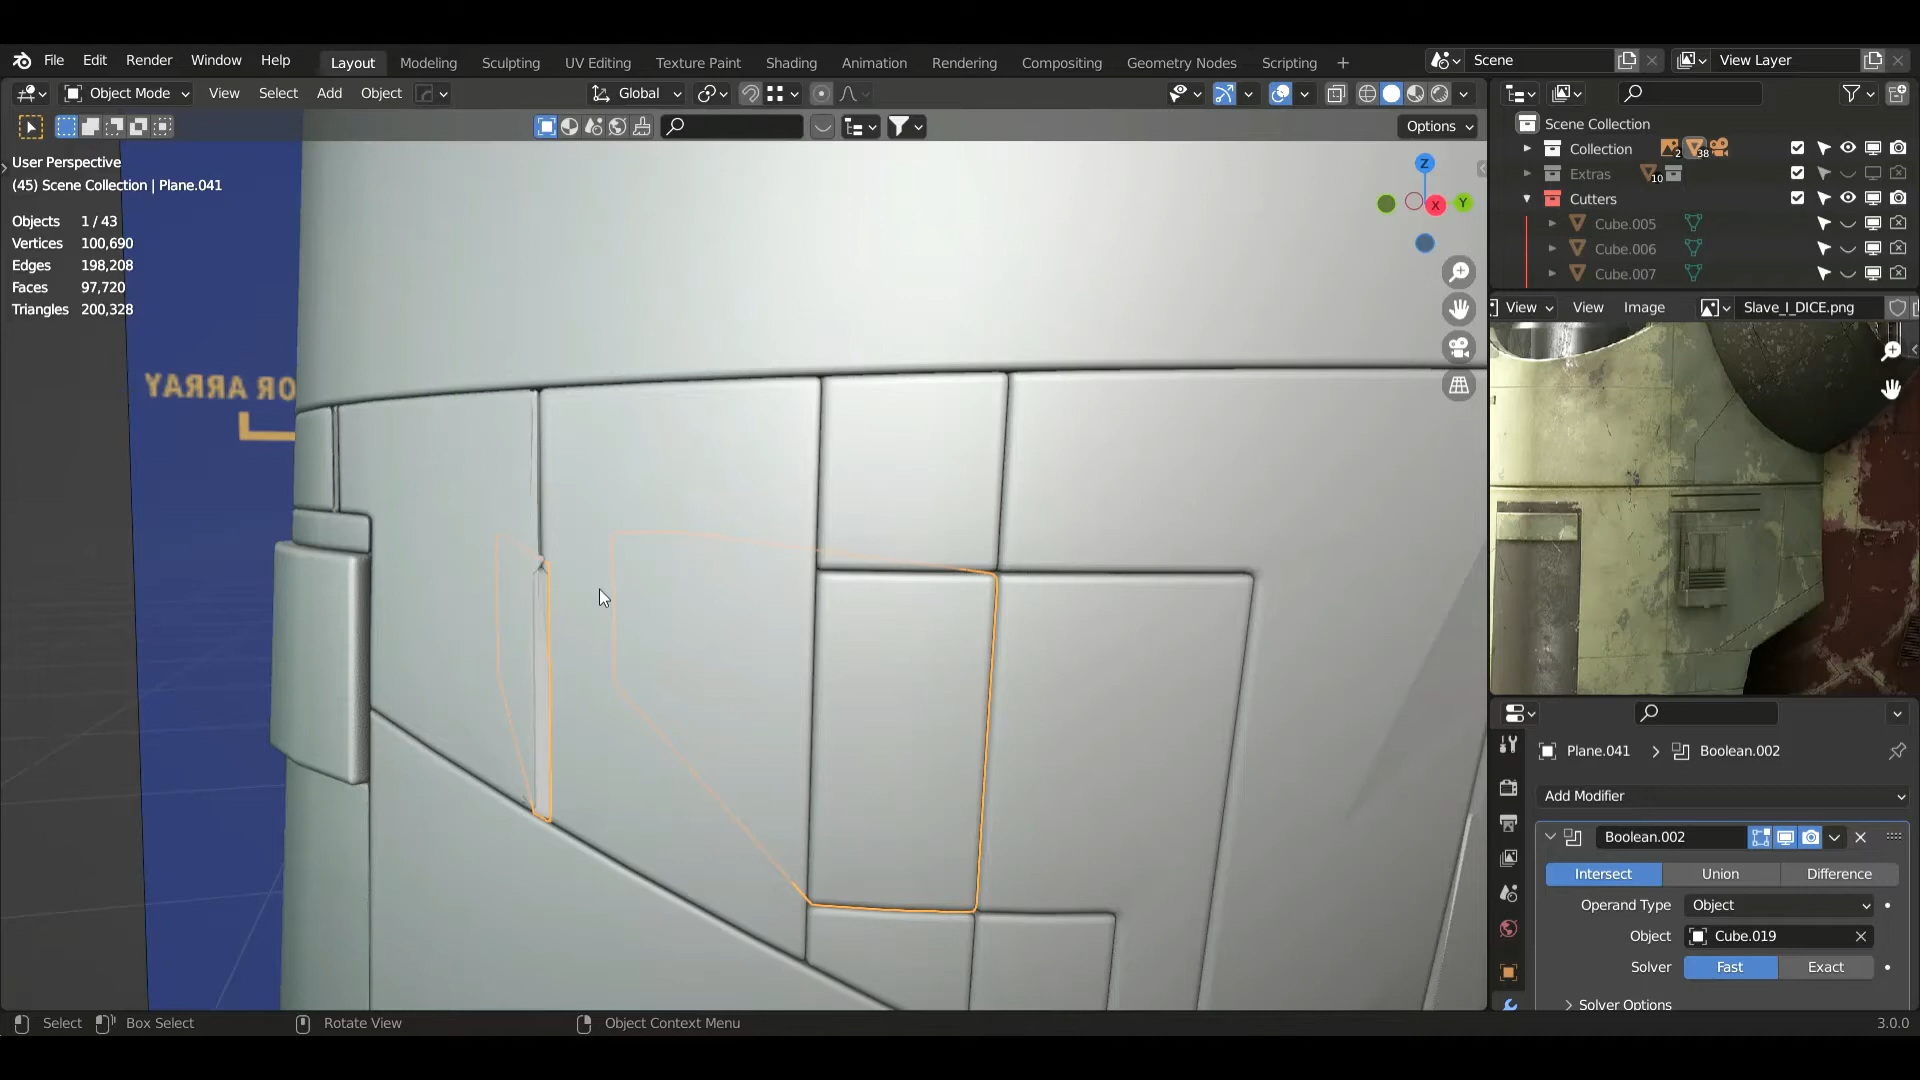 File Edit Render Window Help Layout Modeling Sculpting UV Editing Texture Paint Shading Animation Rendering Compositing Geometry Nodes Scripting + Scene View Layer
Object Mode View Select Add Object Global
Options
User Perspective
(45) Scene Collection | Plane.041
Objects 1 / 43
Vertices 100,690
Edges 198,208
Faces 97,720
Triangles 200,328
Z
X
Y
OR ARRAY
Scene Collection
Collection 2 38
Extras 10
Cutters
Cube.005
Cube.006
Cube.007
View View Image Slave_I_DICE.png
Plane.041 > Boolean.002
Add Modifier
Boolean.002
Intersect Union Difference
Operand Type Object
Object Cube.019
Solver Fast Exact
Solver Options
Select Box Select Rotate View Object Context Menu 3.0.0